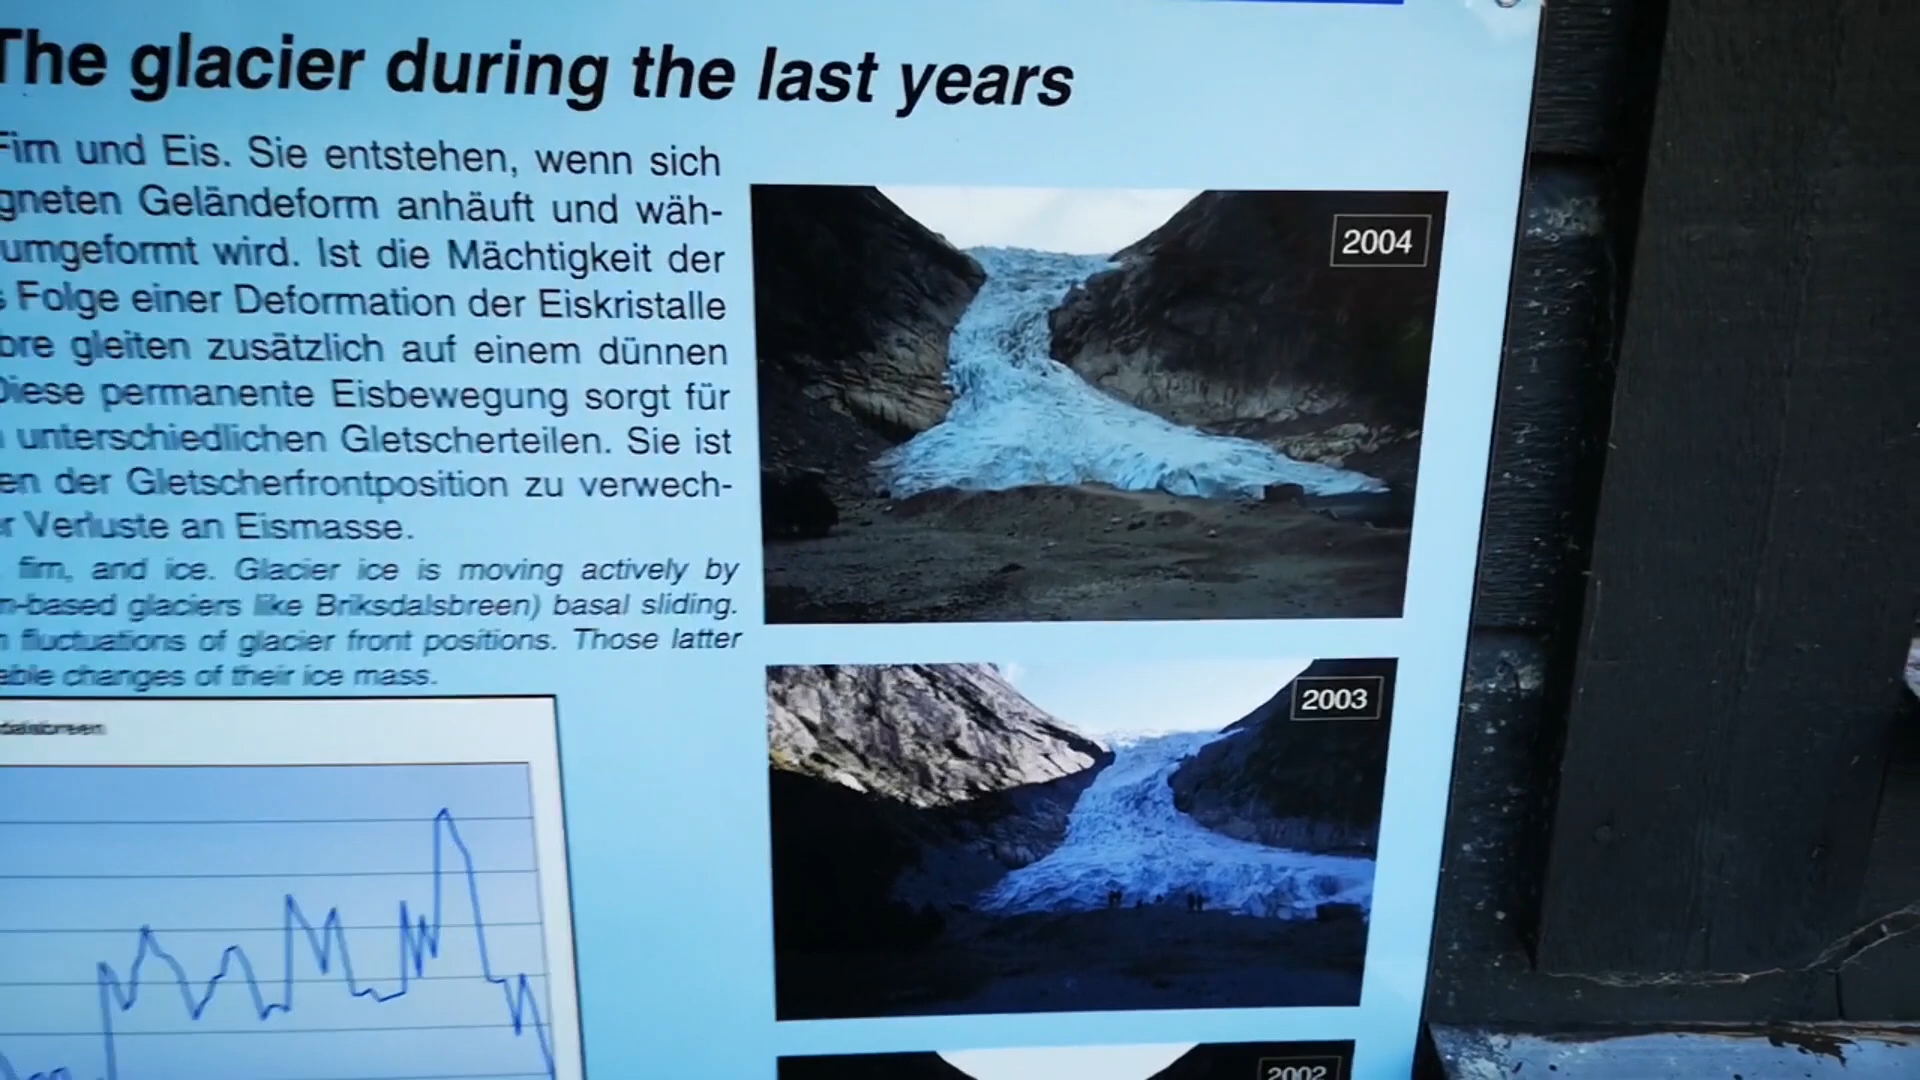 The glacier during the last years
Firn und Eis. Sie entstehen, wenn sich
gneten Geländeform anhäuft und wäh-
umgeformt wird. Ist die Mächtigkeit der
s Folge einer Deformation der Eiskristalle
bre gleiten zusätzlich auf einem dünnen
Diese permanente Eisbewegung sorgt für
unterschiedlichen Gletscherteilen. Sie ist
en der Gletscherfrontposition zu verwech-
r Verluste an Eismasse.
firn, and ice. Glacier ice is moving actively by
n-based glaciers like Briksdalsbreen) basal sliding.
n fluctuations of glacier front positions. Those latter
able changes of their ice mass.
dalsbreen
2004
2003
2002